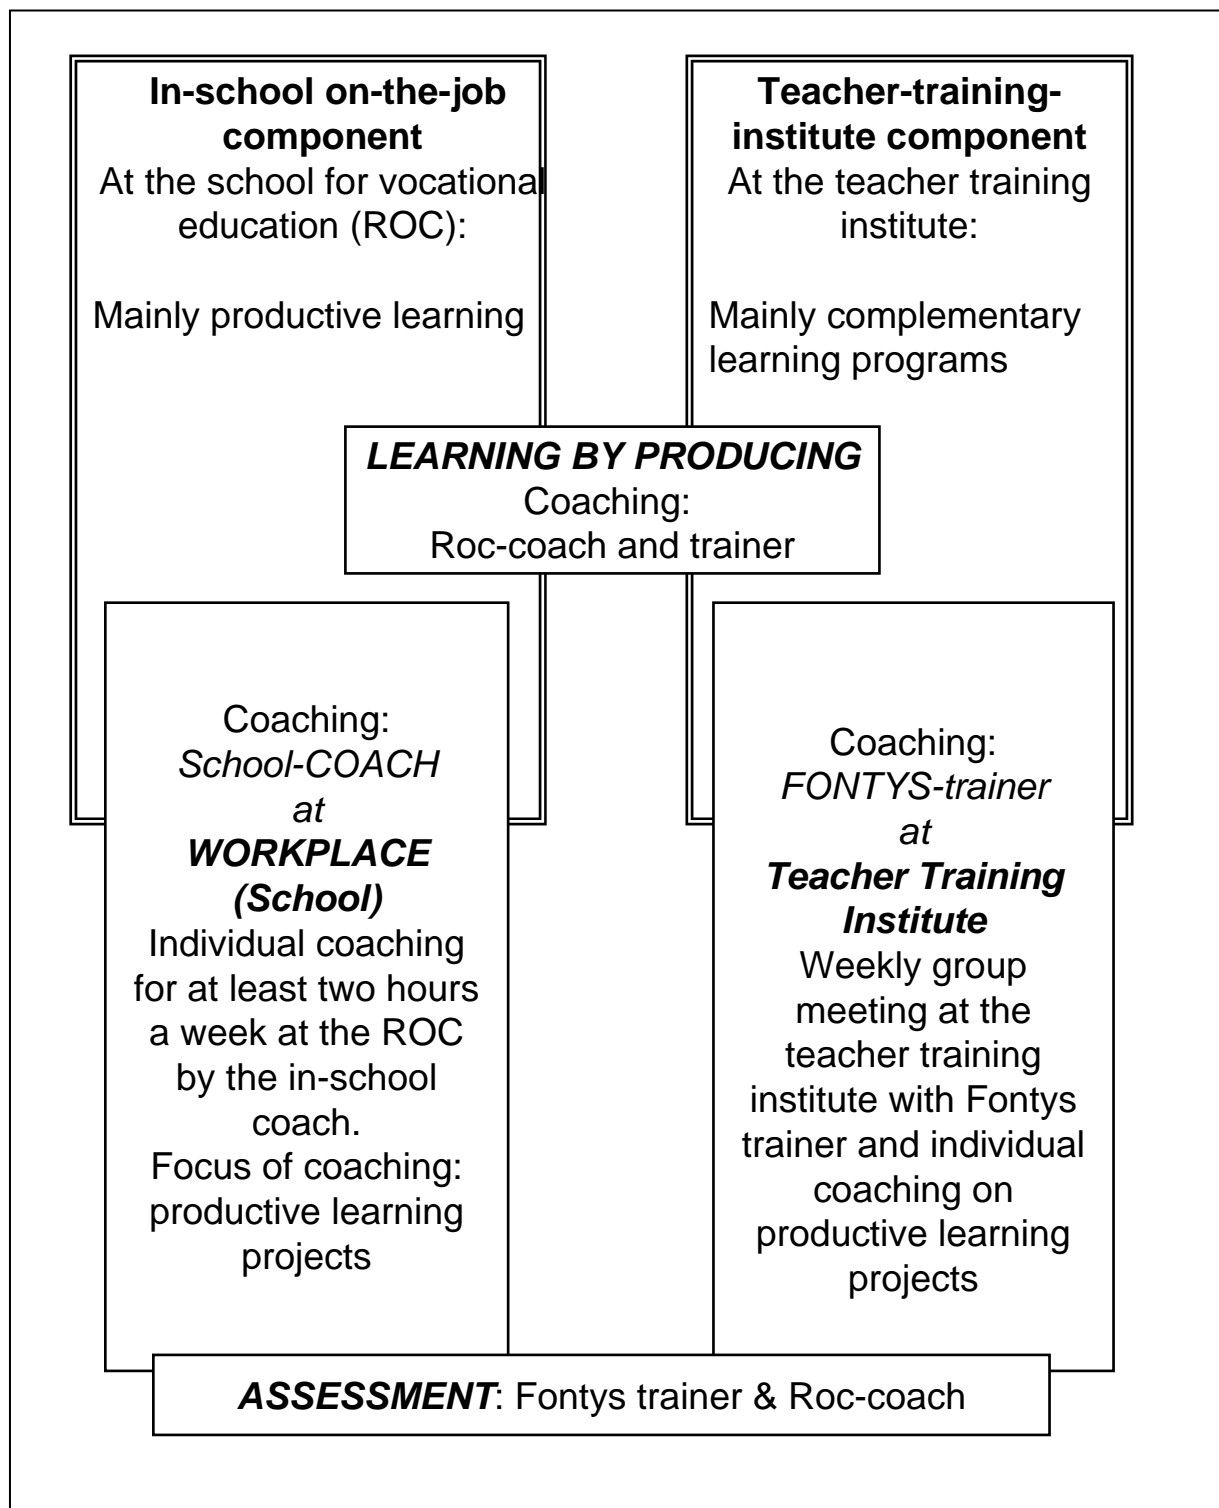 In-school on-the-job
component
At the school for vocational
education (ROC):
Mainly productive learning
Teacher-training-
institute component
At the teacher training
institute:
Mainly complementary
learning programs
LEARNING BY PRODUCING
Coaching:
Roc-coach and trainer
Coaching:
School-COACH
at
WORKPLACE
(School)
Individual coaching
for at least two hours
a week at the ROC
by the in-school
coach.
Focus of coaching:
productive learning
projects
Coaching:
FONTYS-trainer
at
Teacher Training
Institute
Weekly group
meeting at the
teacher training
institute with Fontys
trainer and individual
coaching on
productive learning
projects
ASSESSMENT: Fontys trainer & Roc-coach